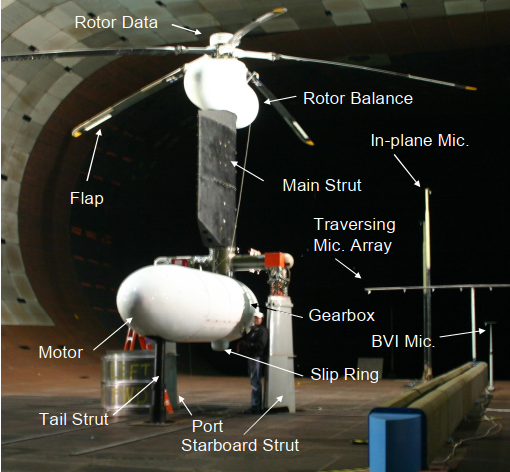 Rotor Data
Rotor Balance
In-plane Mic.
Main Strut
Flap
Traversing
Mic. Array
Gearbox
BVI Mic.
Motor
Slip Ring
Tail Strut
Port
Starboard Strut